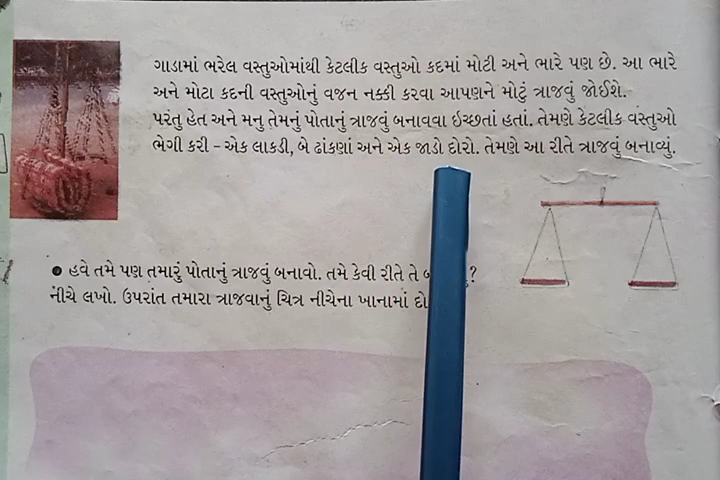 ગાડામાં ભરેલ વસ્તુઓમાંથી કેટલીક વસ્તુઓ કદમાં મોટી અને ભારે પણ છે. આ ભારે
અને મોટા કદની વસ્તુઓનું વજન નક્કી કરવા આપણને મોટું ત્રાજવું જોઈશે.
પરંતુ હેત અને મનુ તેમનું પોતાનું ત્રાજવું બનાવવા ઇચ્છતાં હતાં. તેમણે કેટલીક વસ્તુઓ
ભેગી કરી – એક લાકડી, બે ઢાંકણાં અને એક જાડો દોરો. તેમણે આ રીતે ત્રાજવું બનાવ્યું.
● હવે તમે પણ તમારું પોતાનું ત્રાજવું બનાવો. તમે કેવી રીતે તે
નીચે લખો. ઉપરાંત તમારા ત્રાજવાનું ચિત્ર નીચેના ખાનામાં